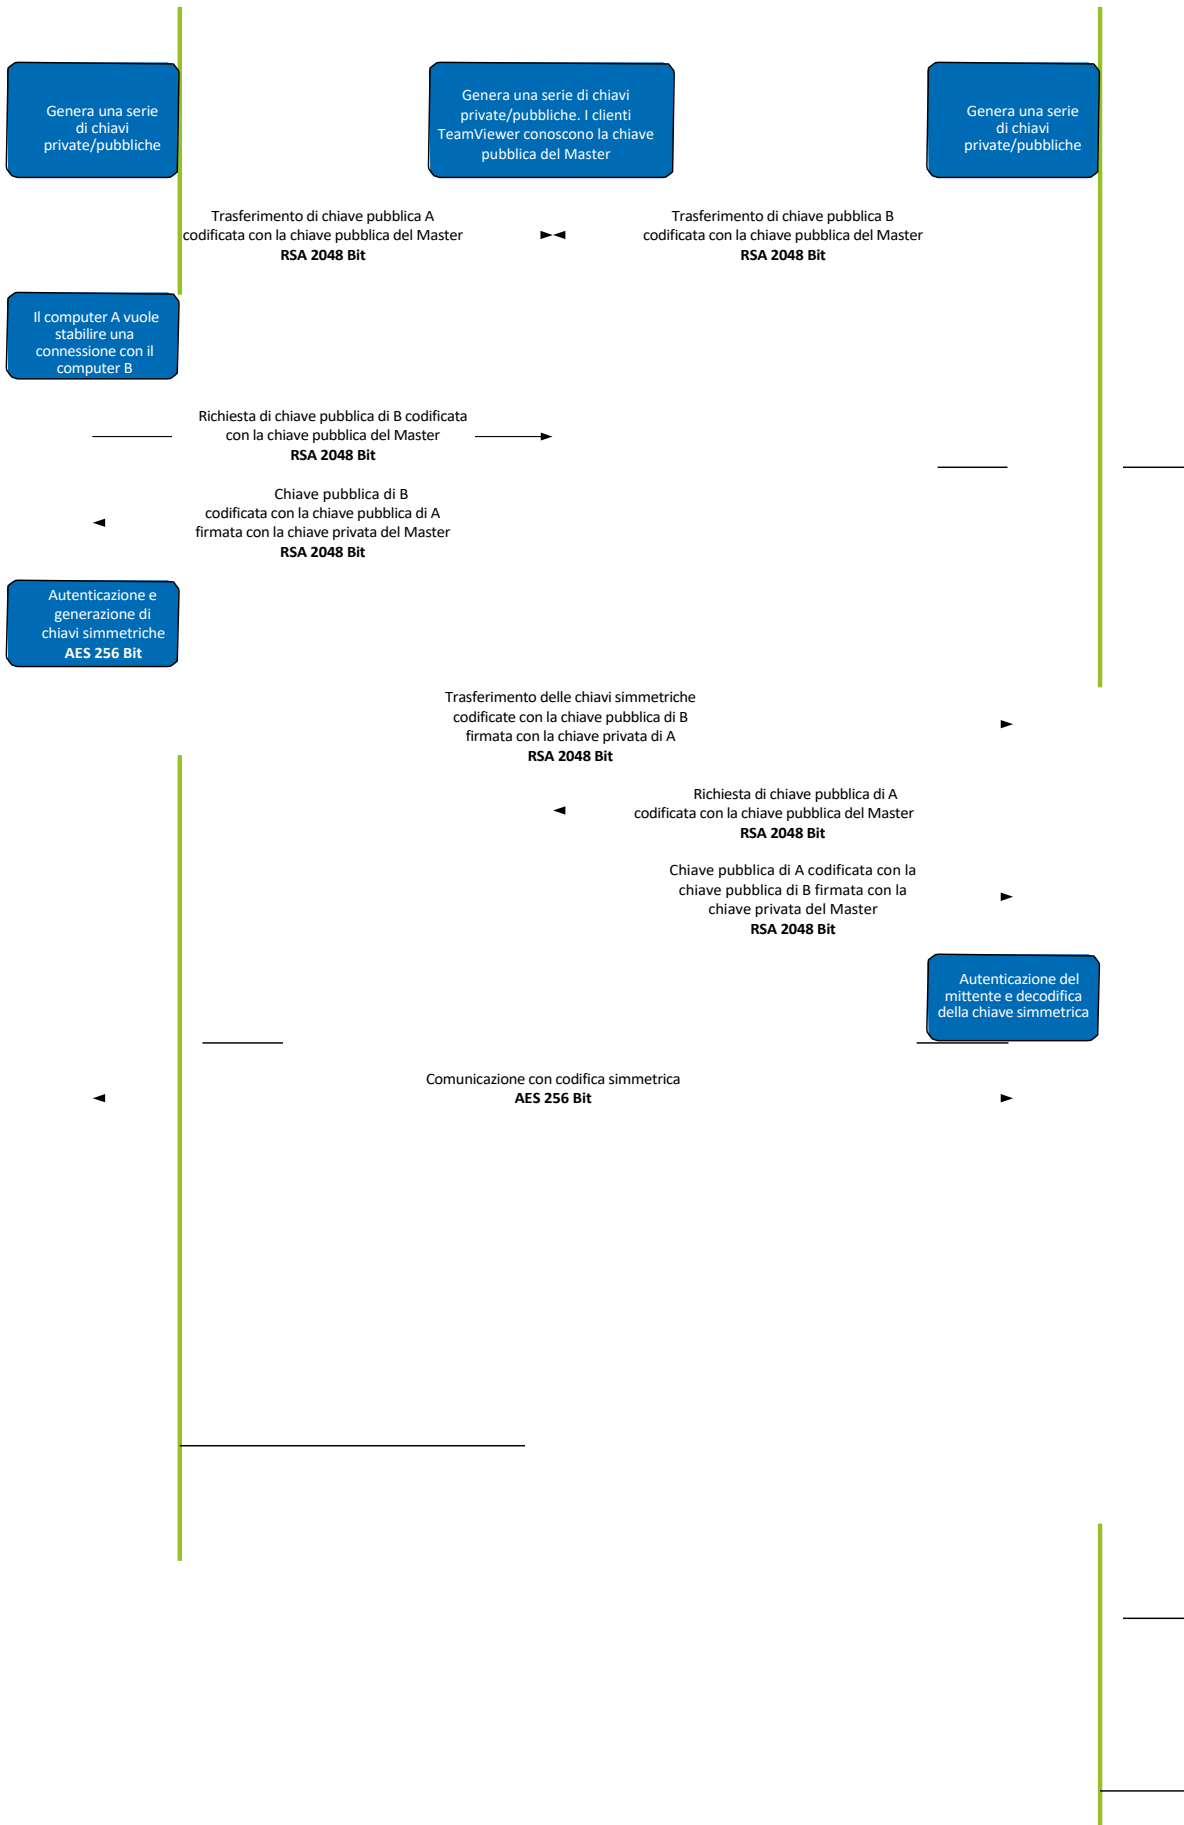 Genera una serie
di chiavi
private/pubbliche
Genera una serie di chiavi
private/pubbliche. I clienti
TeamViewer conoscono la chiave
pubblica del Master
Genera una serie
di chiavi
private/pubbliche
Trasferimento di chiave pubblica A
codificata con la chiave pubblica del Master
RSA 2048 Bit
Trasferimento di chiave pubblica B
codificata con la chiave pubblica del Master
RSA 2048 Bit
Il computer A vuole
stabilire una
connessione con il
computer B
Richiesta di chiave pubblica di B codificata
con la chiave pubblica del Master
RSA 2048 Bit
Chiave pubblica di B
codificata con la chiave pubblica di A
firmata con la chiave privata del Master
RSA 2048 Bit
Autenticazione e
generazione di
chiavi simmetriche
AES 256 Bit
Trasferimento delle chiavi simmetriche
codificate con la chiave pubblica di B
firmata con la chiave privata di A
RSA 2048 Bit
Richiesta di chiave pubblica di A
codificata con la chiave pubblica del Master
RSA 2048 Bit
Chiave pubblica di A codificata con la
chiave pubblica di B firmata con la
chiave privata del Master
RSA 2048 Bit
Autenticazione del
mittente e decodifica
della chiave simmetrica
Comunicazione con codifica simmetrica
AES 256 Bit